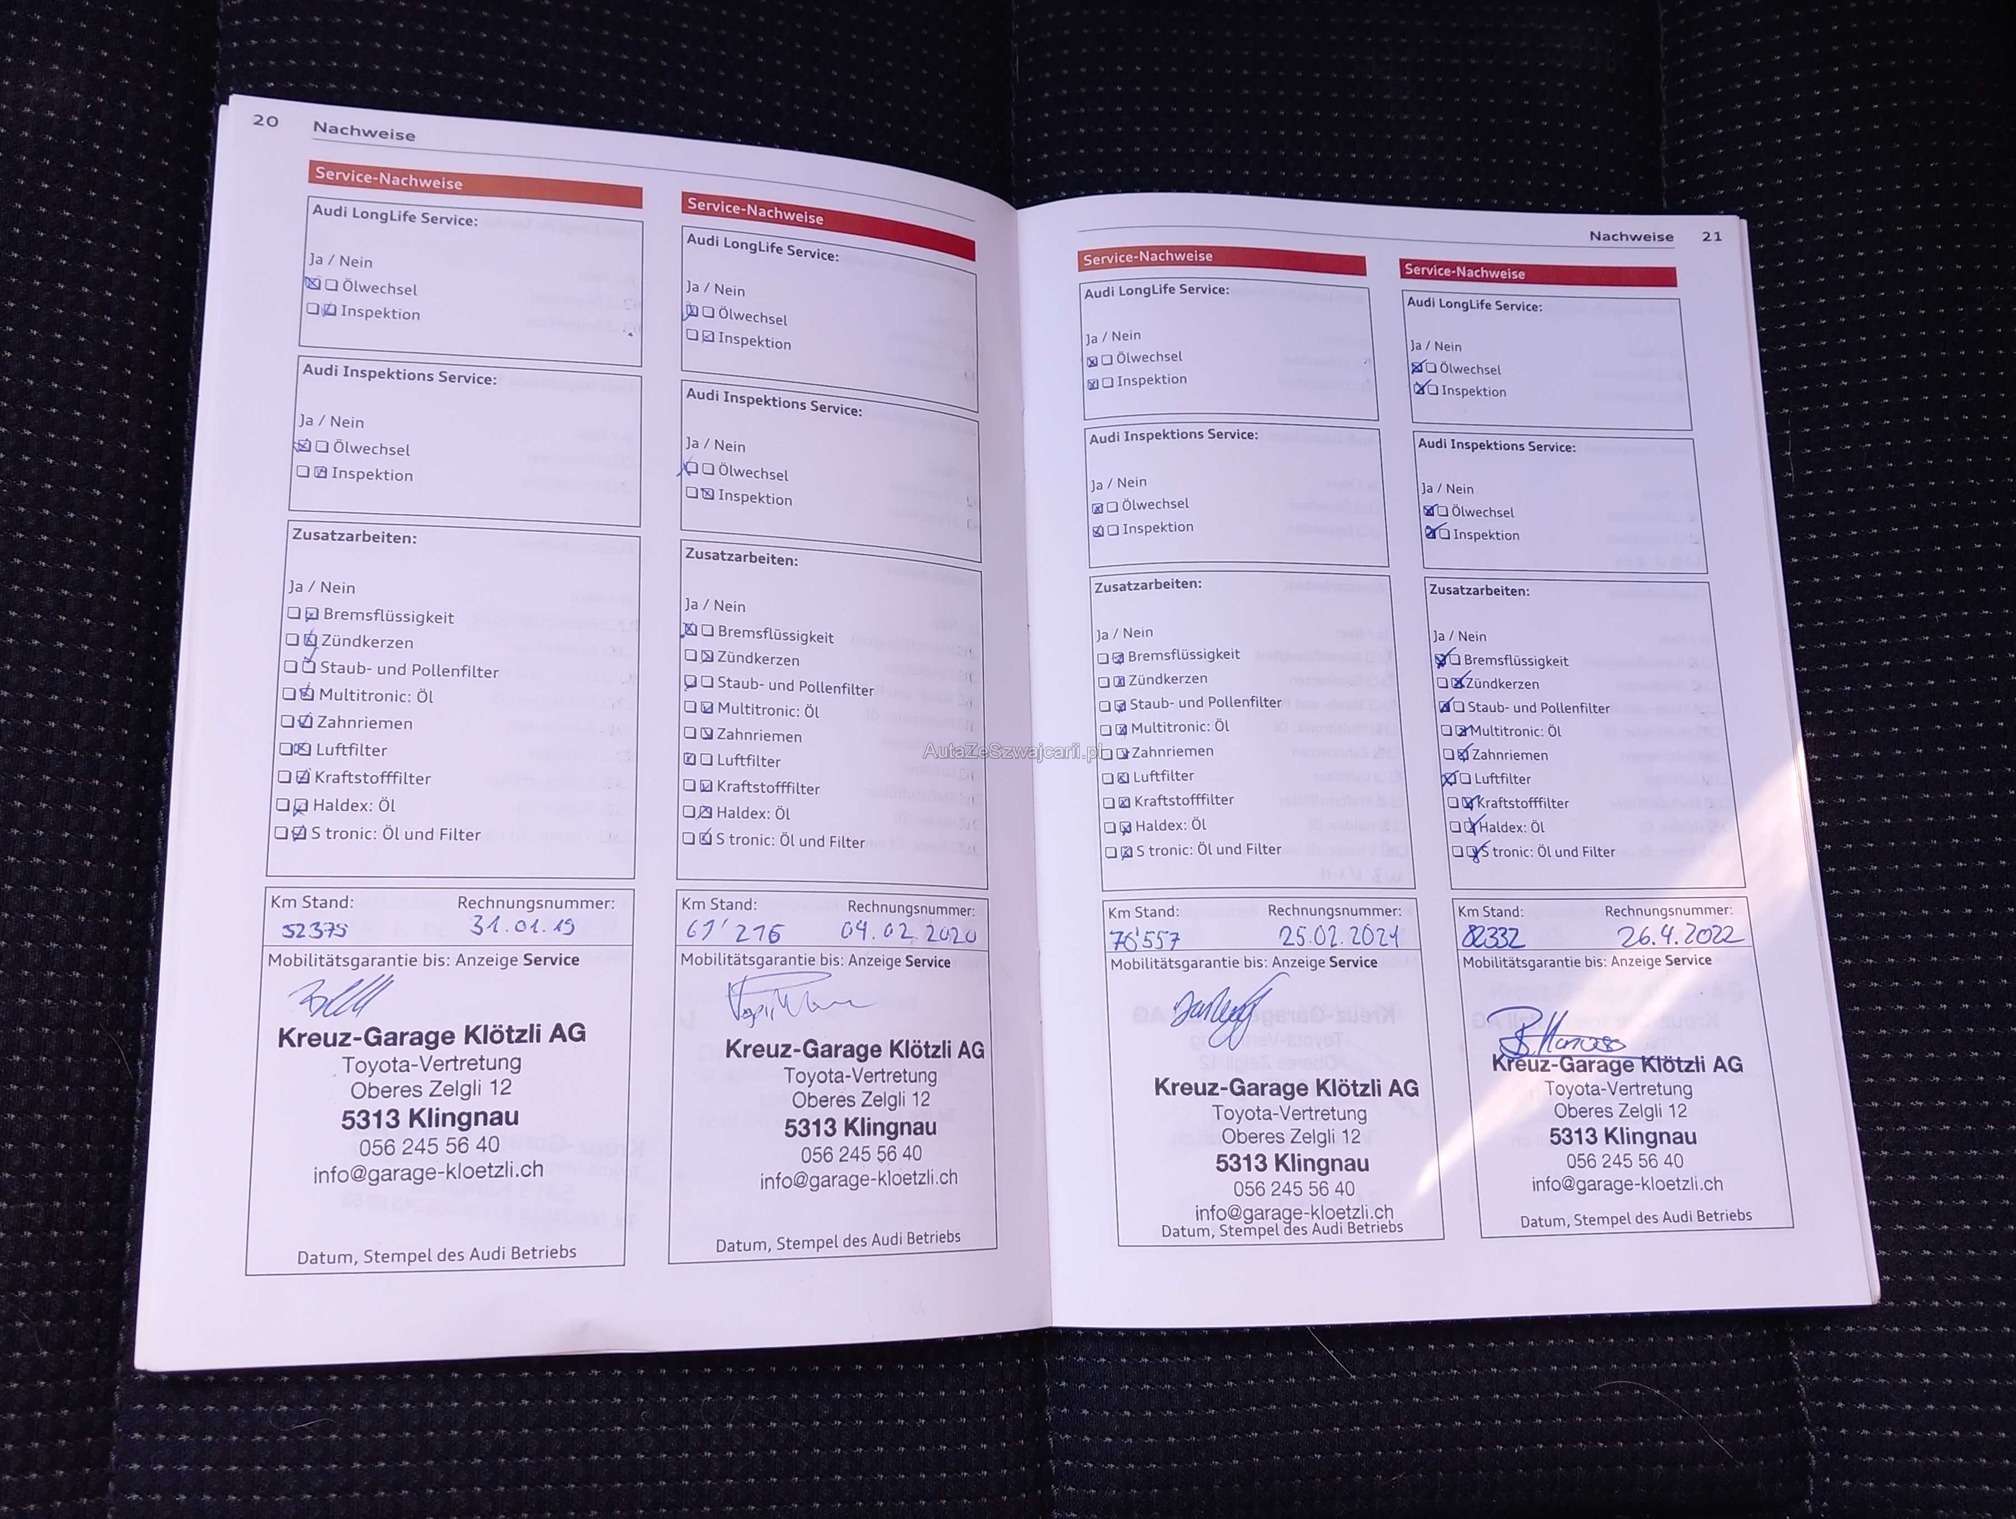 20 Nachweise
Service-Nachweise
Audi LongLife Service:
Ja / Nein
Ölwechsel
Inspektion
Audi Inspektions Service:
Ja / Nein
Ölwechsel
Inspektion
Zusatzarbeiten:
Ja / Nein
Bremsflüssigkeit
Zündkerzen
Staub- und Pollenfilter
Multitronic: Öl
Zahnriemen
Luftfilter
Kraftstofffilter
Haldex: Öl
S tronic: Öl und Filter
Km Stand: Rechnungsnummer:
52375 31.01.19
Mobilitätsgarantie bis: Anzeige Service
Kreuz-Garage Klötzli AG
Toyota-Vertretung
Oberes Zelgli 12
5313 Klingnau
056 245 56 40
info@garage-kloetzli.ch
Datum, Stempel des Audi Betriebs
Service-Nachweise
Audi LongLife Service:
Ja / Nein
Ölwechsel
Inspektion
Audi Inspektions Service:
Ja / Nein
Ölwechsel
Inspektion
Zusatzarbeiten:
Ja / Nein
Bremsflüssigkeit
Zündkerzen
Staub- und Pollenfilter
Multitronic: Öl
Zahnriemen
Luftfilter
Kraftstofffilter
Haldex: Öl
S tronic: Öl und Filter
Km Stand: Rechnungsnummer:
61'216 04.02.2020
Mobilitätsgarantie bis: Anzeige Service
Kreuz-Garage Klötzli AG
Toyota-Vertretung
Oberes Zelgli 12
5313 Klingnau
056 245 56 40
info@garage-kloetzli.ch
Datum, Stempel des Audi Betriebs
Nachweise 21
Service-Nachweise
Audi LongLife Service:
Ja / Nein
Ölwechsel
Inspektion
Audi Inspektions Service:
Ja / Nein
Ölwechsel
Inspektion
Zusatzarbeiten:
Ja / Nein
Bremsflüssigkeit
Zündkerzen
Staub- und Pollenfilter
Multitronic: Öl
Zahnriemen
Luftfilter
Kraftstofffilter
Haldex: Öl
S tronic: Öl und Filter
Km Stand: Rechnungsnummer:
76'557 25.02.2021
Mobilitätsgarantie bis: Anzeige Service
Kreuz-Garage Klötzli AG
Toyota-Vertretung
Oberes Zelgli 12
5313 Klingnau
056 245 56 40
info@garage-kloetzli.ch
Datum, Stempel des Audi Betriebs
Service-Nachweise
Audi LongLife Service:
Ja / Nein
Ölwechsel
Inspektion
Audi Inspektions Service:
Ja / Nein
Ölwechsel
Inspektion
Zusatzarbeiten:
Ja / Nein
Bremsflüssigkeit
Zündkerzen
Staub- und Pollenfilter
Multitronic: Öl
Zahnriemen
Luftfilter
Kraftstofffilter
Haldex: Öl
S tronic: Öl und Filter
Km Stand: Rechnungsnummer:
82332 26.4.2022
Mobilitätsgarantie bis: Anzeige Service
Kreuz-Garage Klötzli AG
Toyota-Vertretung
Oberes Zelgli 12
5313 Klingnau
056 245 56 40
info@garage-kloetzli.ch
Datum, Stempel des Audi Betriebs
AutaZeSzwajcarii.pl